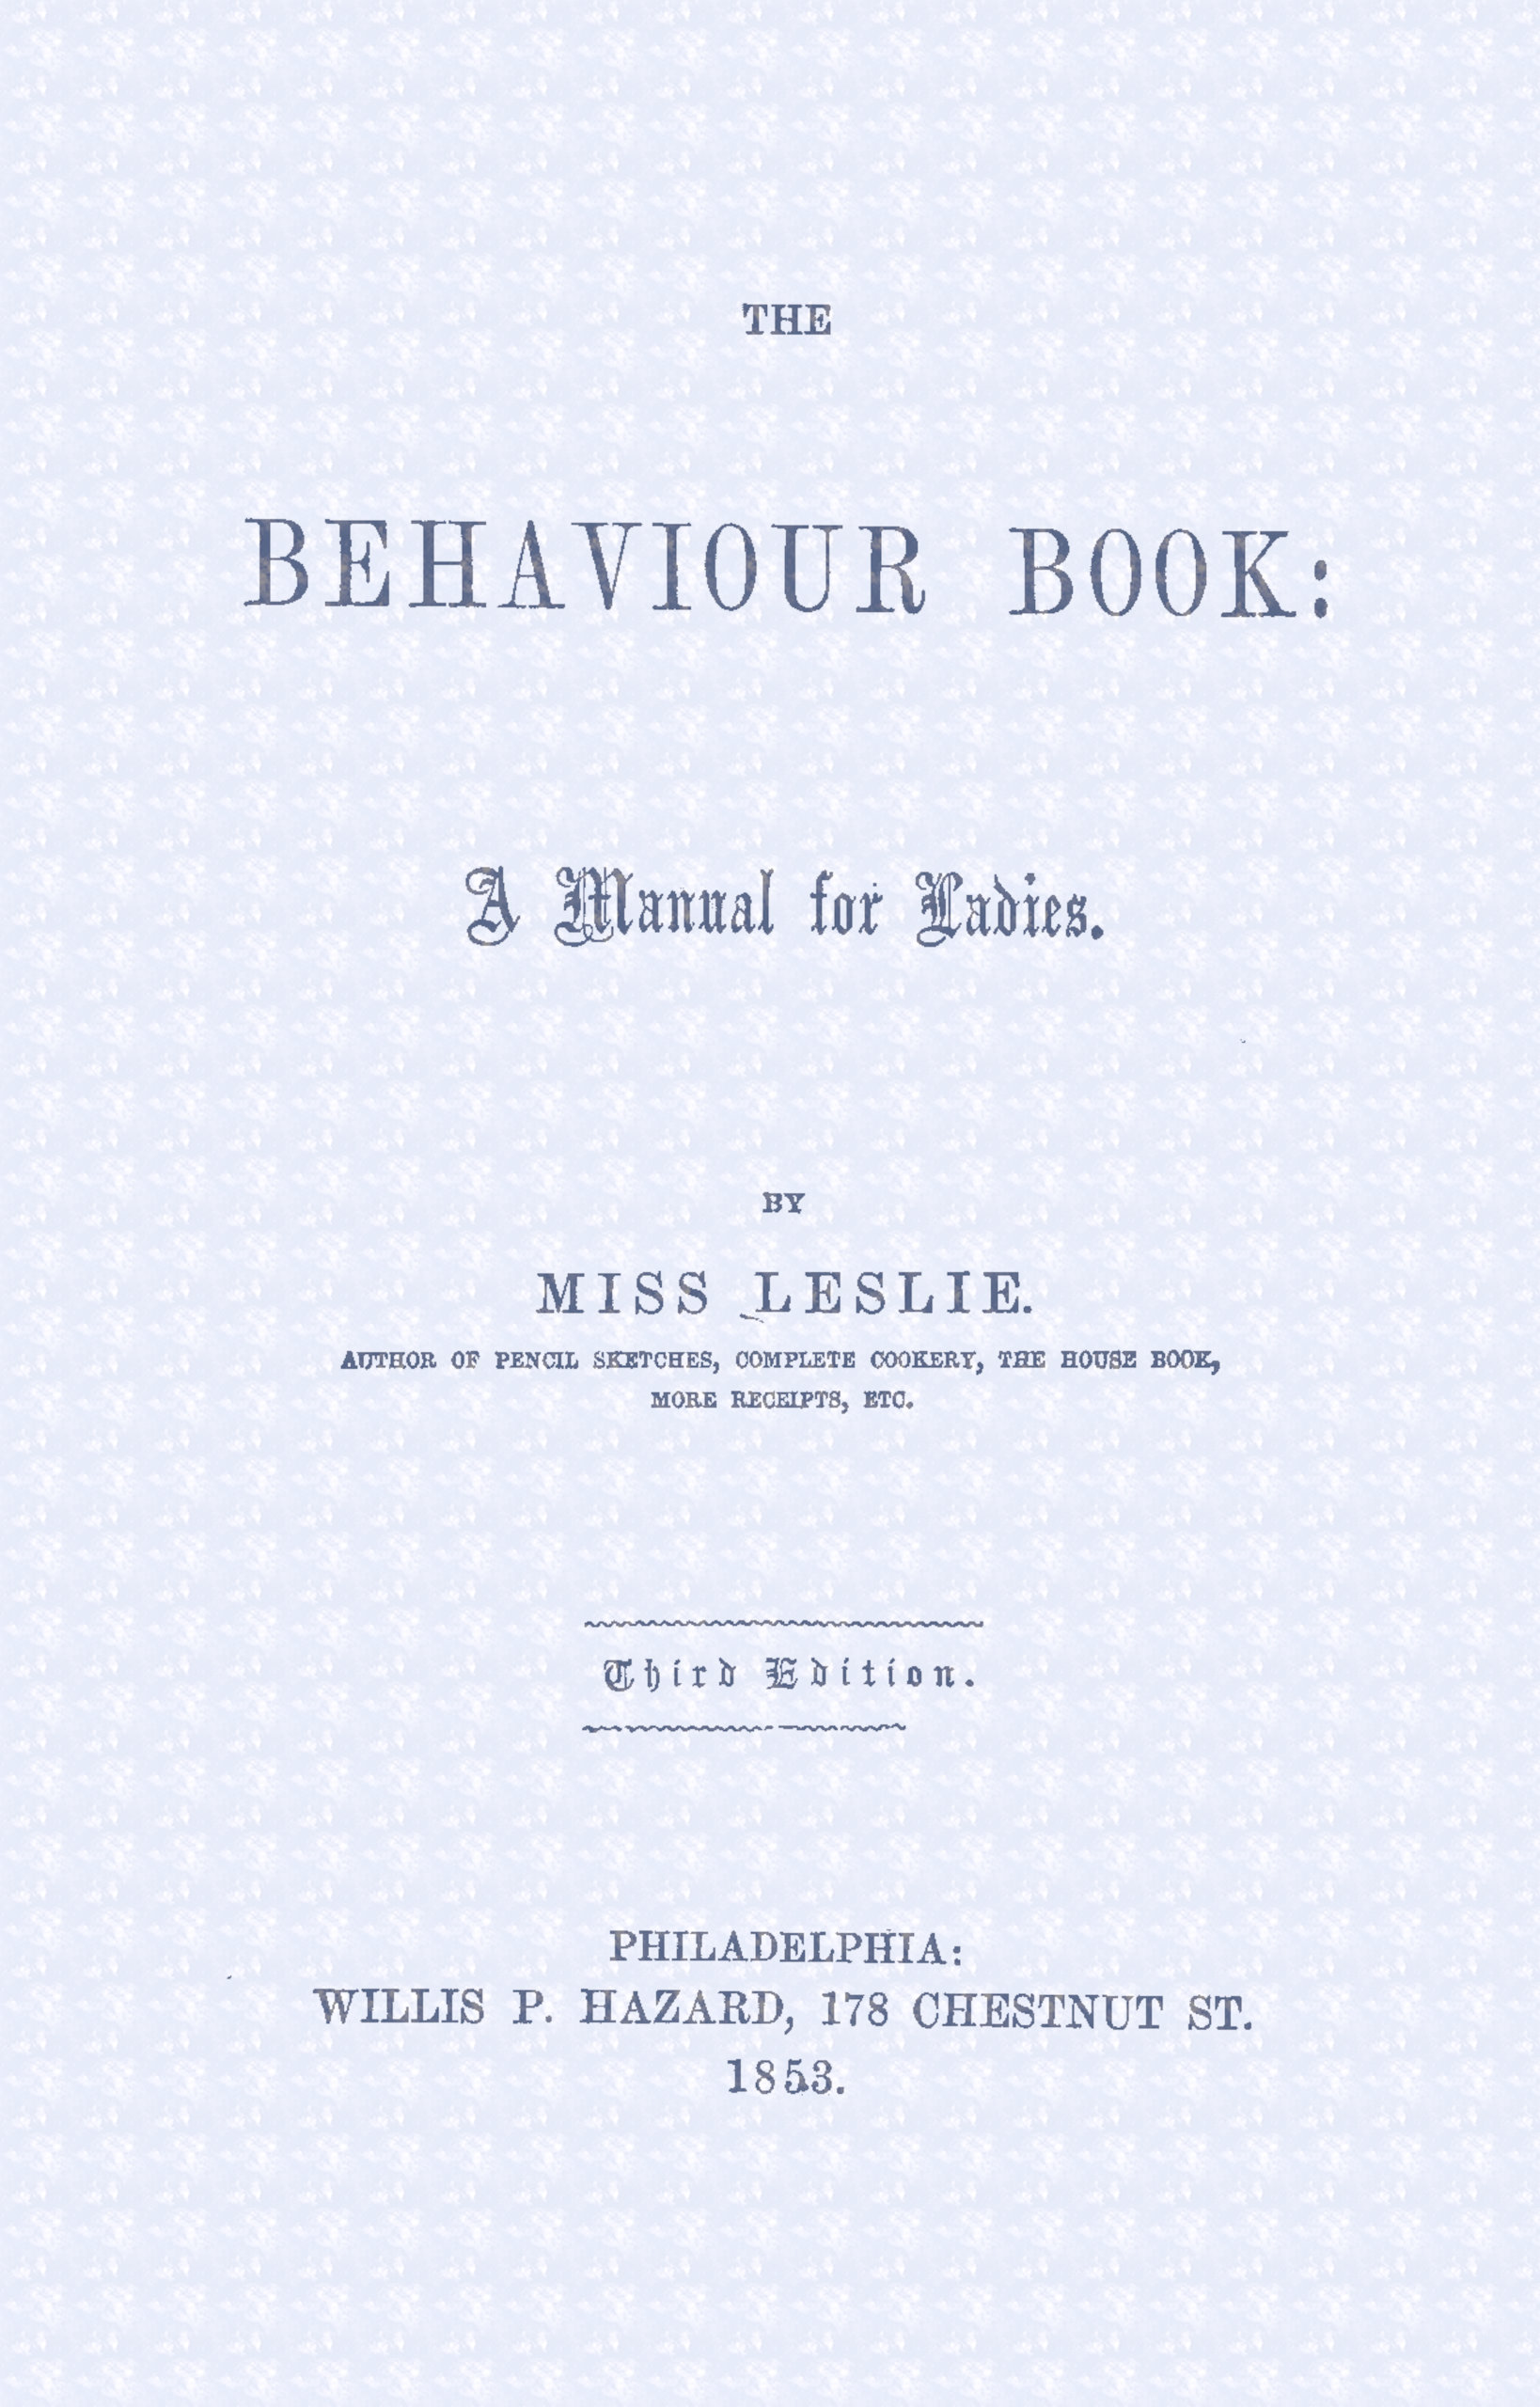 THE
BEHAVIOUR BOOK:
A Manual for Ladies.
BY
MISS LESLIE.
AUTHOR OF PENCIL SKETCHES, COMPLETE COOKERY, THE HOUSE BOOK,
MORE RECEIPTS, ETC.
Third Edition.
PHILADELPHIA:
WILLIS P. HAZARD, 178 CHESTNUT ST.
1853.